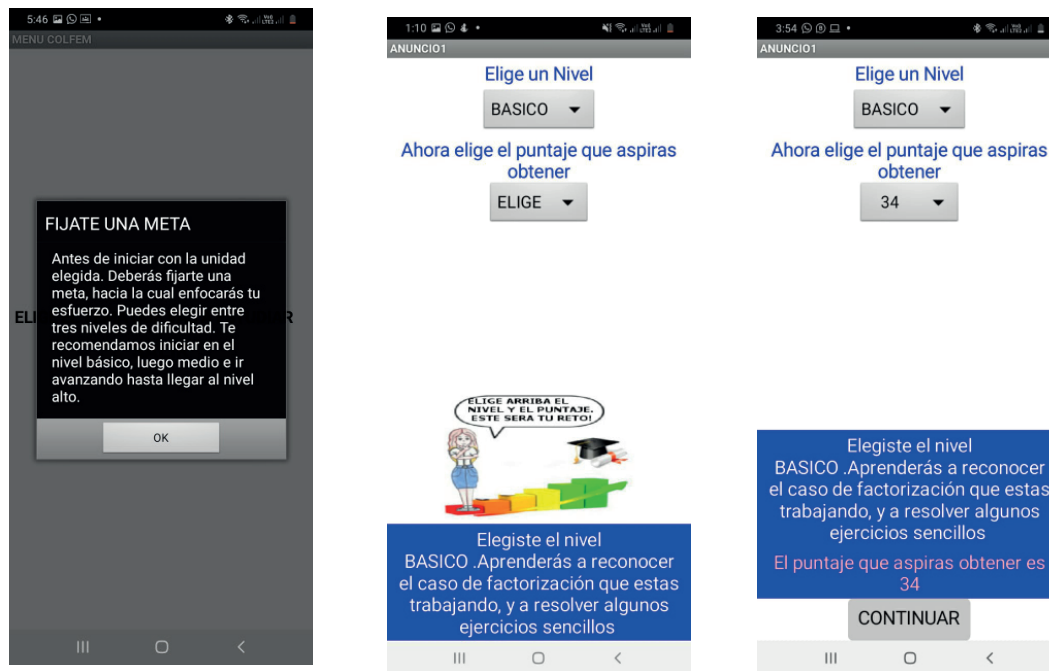 5:46
MENU COLFEM
FIJATE UNA META
Antes de iniciar con la unidad
elegida. Deberás fijarte una
meta, hacia la cual enfocarás tu
esfuerzo. Puedes elegir entre
tres niveles de dificultad. Te
recomendamos iniciar en el
nivel básico, luego medio e ir
avanzando hasta llegar al nivel
alto.
OK
1:10
ANUNCIO1
Elige un Nivel
BASICO
Ahora elige el puntaje que aspiras
obtener
ELIGE
ELIGE ARRIBA EL
NIVEL Y EL PUNTAJE.
ESTE SERA TU RETO!
Elegiste el nivel
BASICO .Aprenderás a reconocer
el caso de factorización que estas
trabajando, y a resolver algunos
ejercicios sencillos
3:54
ANUNCIO1
Elige un Nivel
BASICO
Ahora elige el puntaje que aspiras
obtener
34
Elegiste el nivel
BASICO .Aprenderás a reconocer
el caso de factorización que estas
trabajando, y a resolver algunos
ejercicios sencillos
El puntaje que aspiras obtener es
34
CONTINUAR